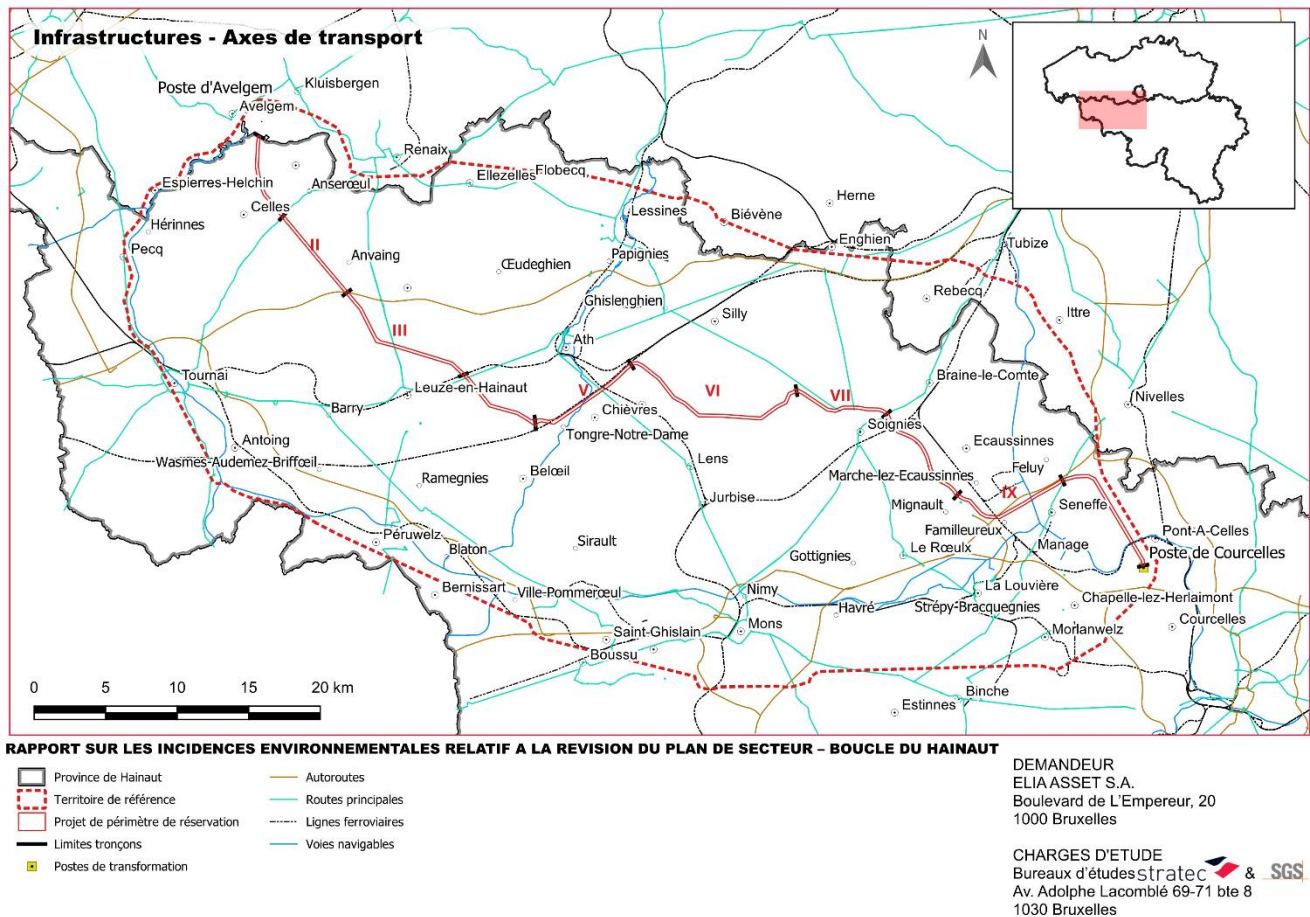 Infrastructures - Axes de transport
N
Poste d'Avelgem
Kluisbergen
Avelgem
Renaix
Ellezelles
Flobecq
Espierres-Helchin
Anserœul
Celles
Hérinnes
Lessines
Biévène
Herne
Enghien
Tubize
Pecq
II
Anvaing
Œudeghien
Papignies
Rebecq
Ghislenghien
Silly
Ittre
III
Ath
Tournai
Leuze-en-Hainaut
Barry
V
VI
VII
Braine-le-Comte
Nivelles
Chièvres
Soignies
Tongre-Notre-Dame
Antoing
Ecaussinnes
Wasmes-Audemez-Briffœil
Lens
Feluy
Ramegnies
Belœil
Marche-lez-Ecaussinnes
IX
Jurbise
Mignault
Seneffe
Familleureux
Pont-A-Celles
Péruwelz
Sirault
Gottignies
Le Rœulx
Manage
Poste de Courcelles
Blaton
Bernissart
Ville-Pommerœul
Nimy
La Louvière
Havré
Strépy-Bracquegnies
Chapelle-lez-Herlaimont
Saint-Ghislain
Mons
Morlanwelz
Courcelles
Boussu
Binche
Estinnes
0 5 10 15 20 km
RAPPORT SUR LES INCIDENCES ENVIRONNEMENTALES RELATIF A LA REVISION DU PLAN DE SECTEUR – BOUCLE DU HAINAUT
Province de Hainaut
Territoire de référence
Projet de périmètre de réservation
Limites tronçons
Postes de transformation
Autoroutes
Routes principales
Lignes ferroviaires
Voies navigables
DEMANDEUR
ELIA ASSET S.A.
Boulevard de L'Empereur, 20
1000 Bruxelles
CHARGES D'ETUDE
Bureaux d'études stratec & SGS
Av. Adolphe Lacomblé 69-71 bte 8
1030 Bruxelles